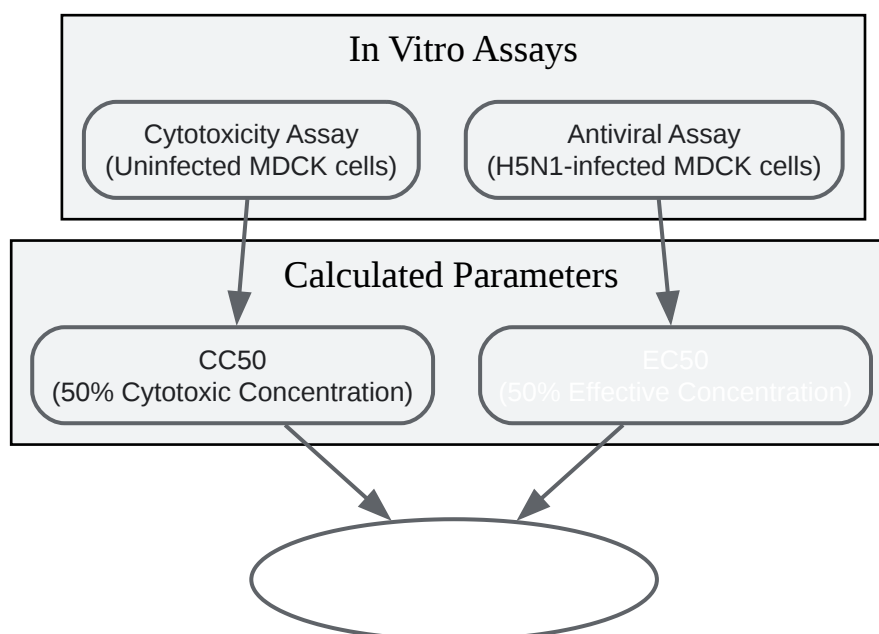 In Vitro Assays
Cytotoxicity Assay
(Uninfected MDCK cells)
Antiviral Assay
(H5N1-infected MDCK cells)
Calculated Parameters
CC50
(50% Cytotoxic Concentration)
EC50
(50% Effective Concentration)